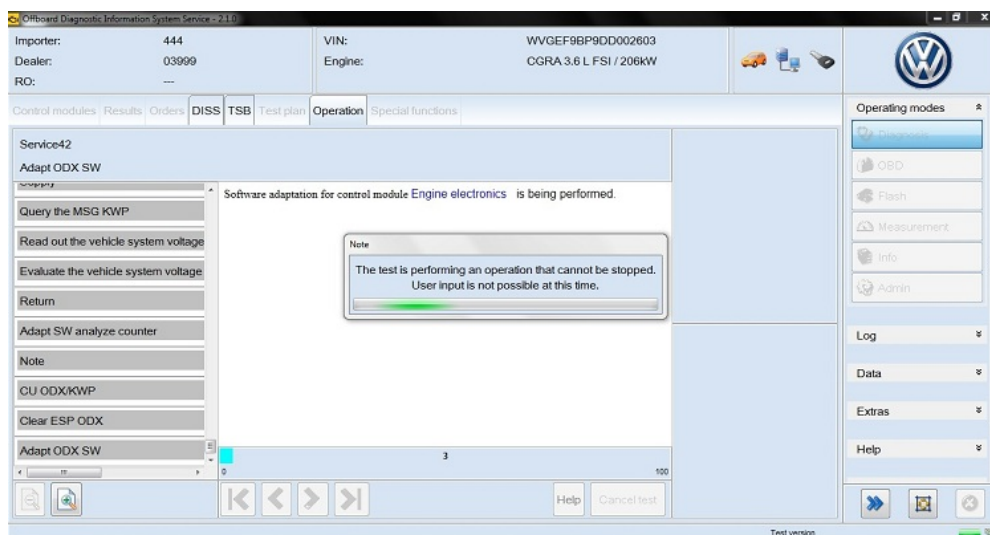 Offboard Diagnostic Information System Service - 2.1.0
Importer: 444 VIN: WVGEF9BP9DD002603
Dealer: 03999 Engine: CGRA 3.6 L FSI / 206kW
RO: ---
Control modules Results Orders DISS TSB Test plan Operation Special functions
Operating modes
Service42
Adapt ODX SW
Diagnosis
OBD
Flash
Measurement
Info
Admin
Log
Data
Extras
Help
Supply
Query the MSG KWP
Read out the vehicle system voltage
Evaluate the vehicle system voltage
Return
Adapt SW analyze counter
Note
CU ODX/KWP
Clear ESP ODX
Adapt ODX SW
Software adaptation for control module Engine electronics is being performed.
Note
The test is performing an operation that cannot be stopped.
User input is not possible at this time.
3
0 100
Help Cancel test
Test version